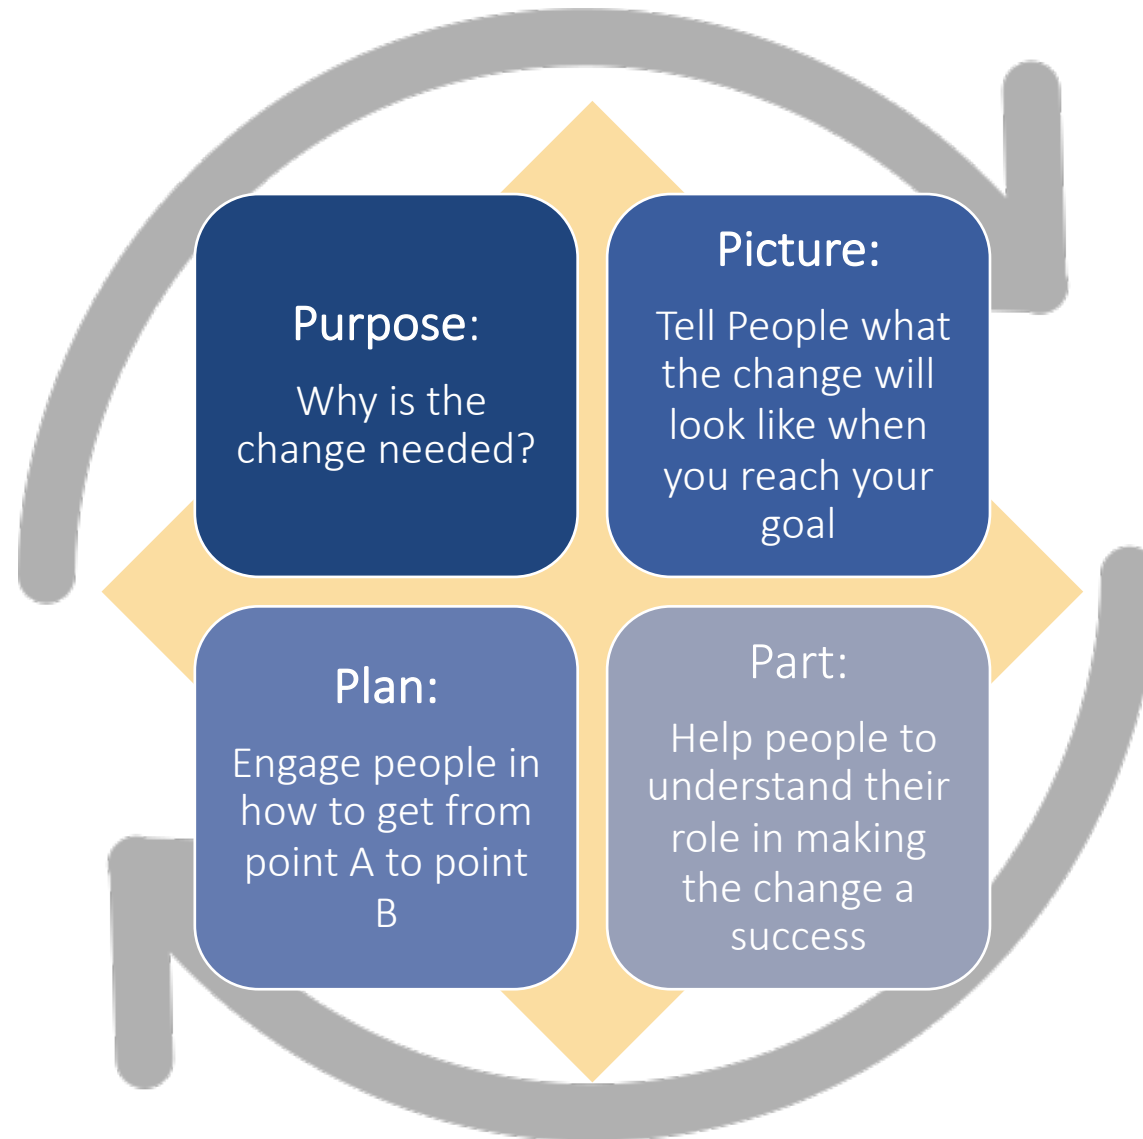 Purpose:
Why is the
change needed?
Picture:
Tell People what
the change will
look like when
you reach your
goal
Plan:
Engage people in
how to get from
point A to point
B
Part:
Help people to
understand their
role in making
the change a
success